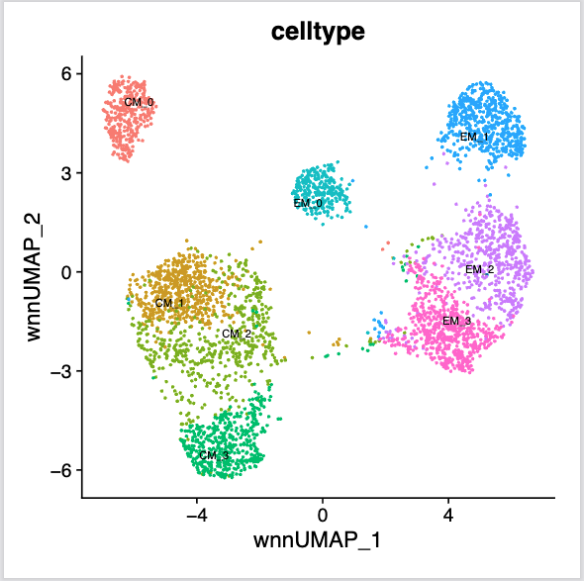 celltype
6
CM_0
EM_1
3
EM_0
wnnUMAP_2
0
EM_2
CM_1
EM_3
CM_2
−3
CM_3
−6
−4
0
4
wnnUMAP_1